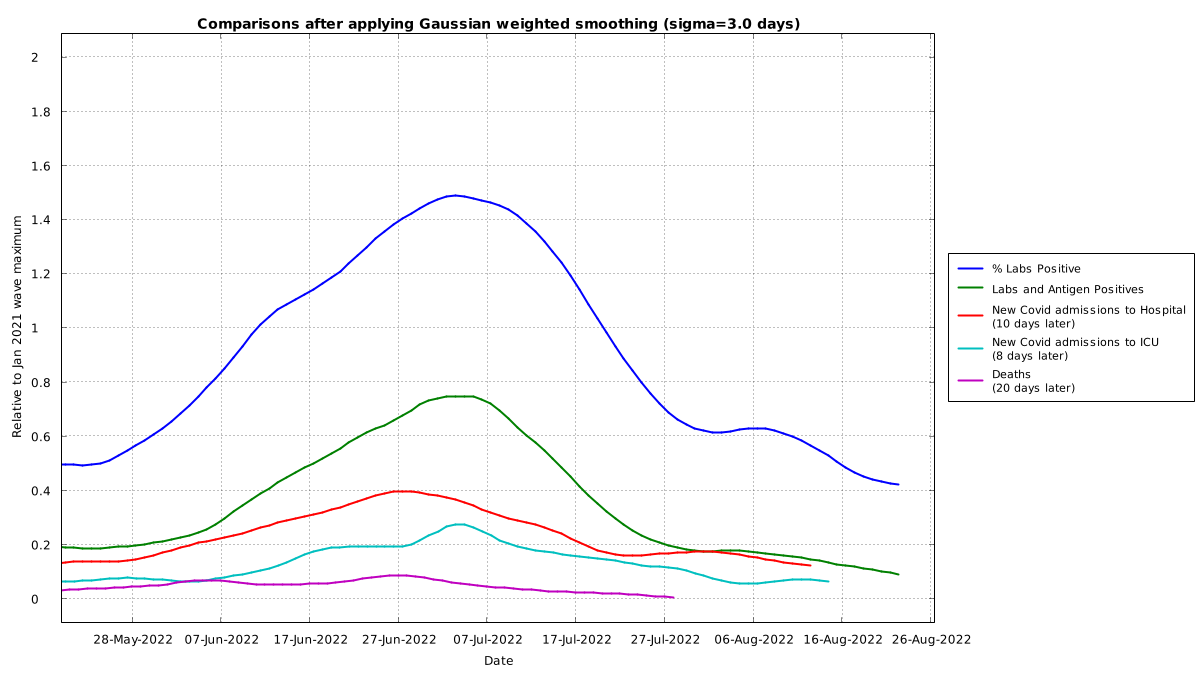 Comparisons after applying Gaussian weighted smoothing (sigma=3.0 days)
Relative to Jan 2021 wave maximum
2
1.8
1.6
1.4
1.2
1
0.8
0.6
0.4
0.2
0
28-May-2022 07-Jun-2022 17-Jun-2022 27-Jun-2022 07-Jul-2022 17-Jul-2022 27-Jul-2022 06-Aug-2022 16-Aug-2022 26-Aug-2022
Date
% Labs Positive
Labs and Antigen Positives
New Covid admissions to Hospital
(10 days later)
New Covid admissions to ICU
(8 days later)
Deaths
(20 days later)